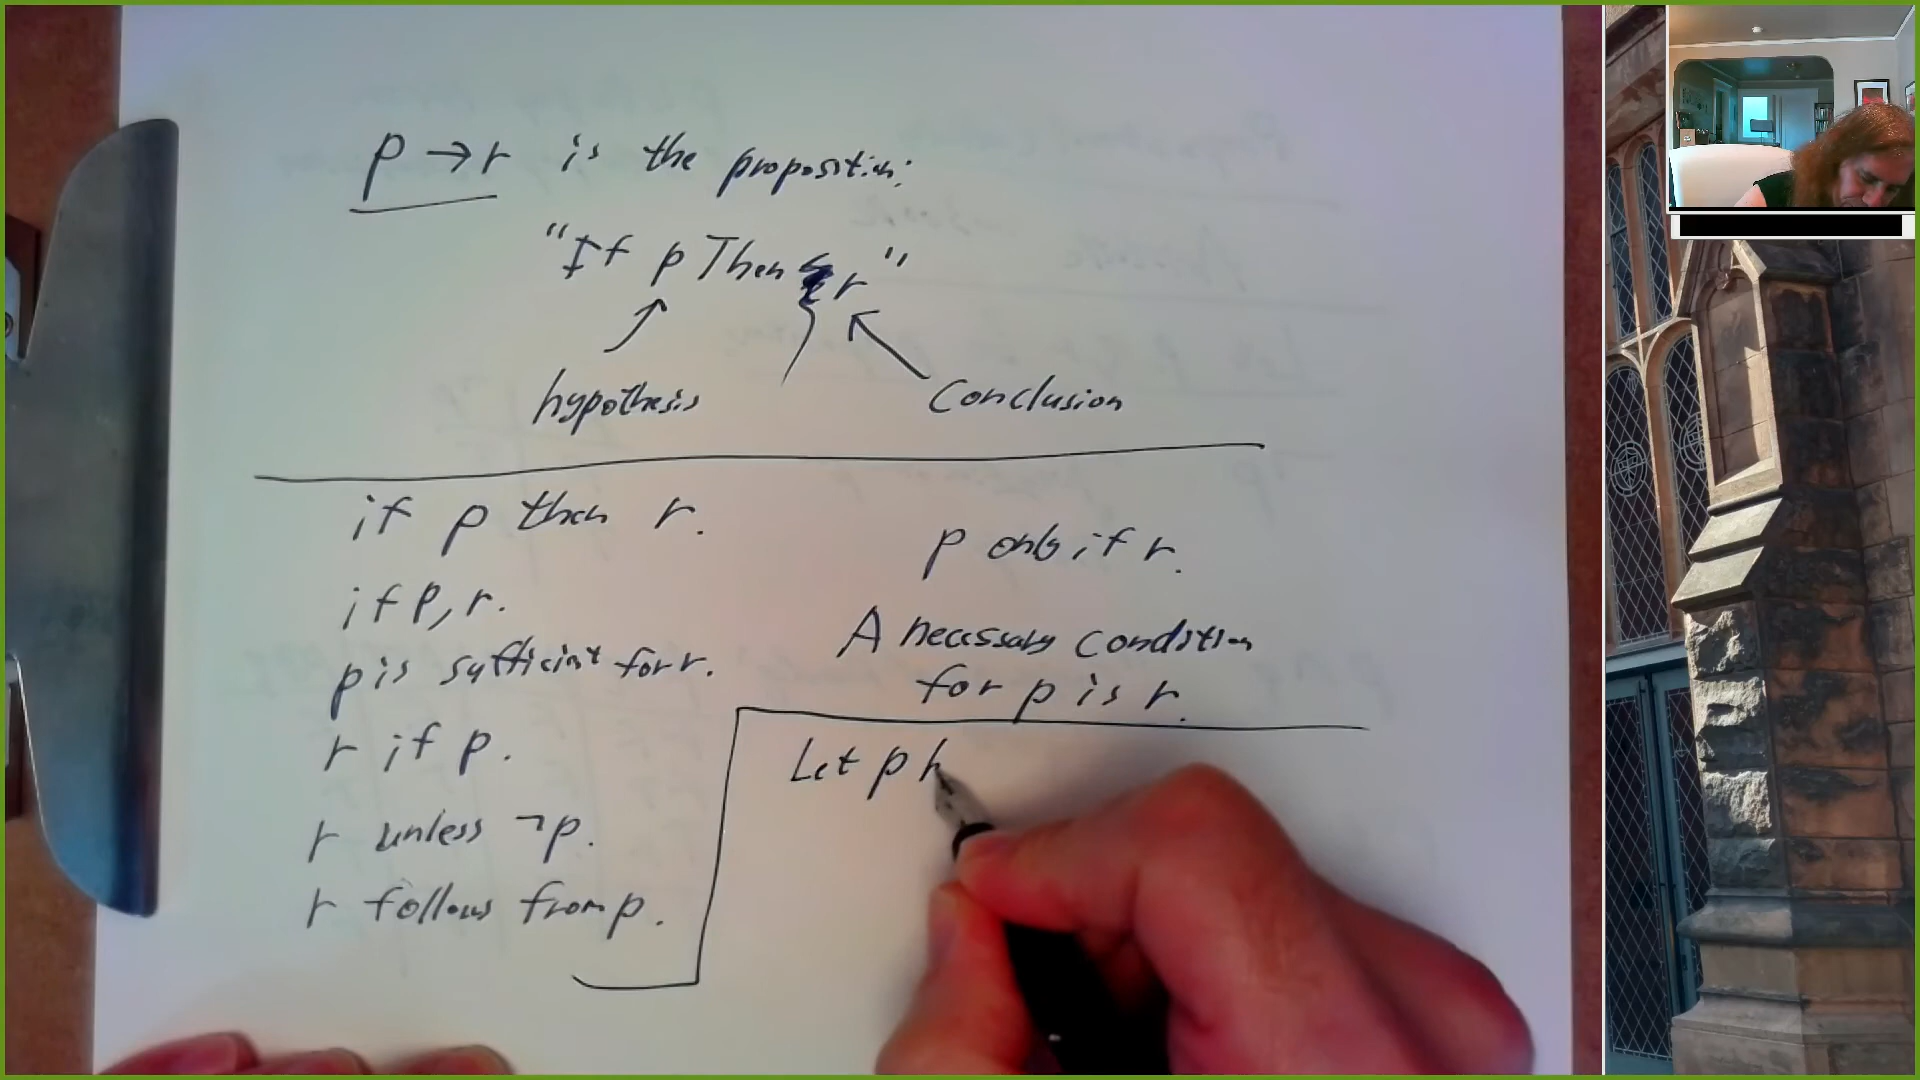 p → r is the proposition:
"If p Then r"
hypothesis
Conclusion
if p then r.
if p, r.
p is sufficient for r.
r if p.
r unless ¬p.
r follows from p.
p only if r.
A necessary condition
for p is r.
Let p b